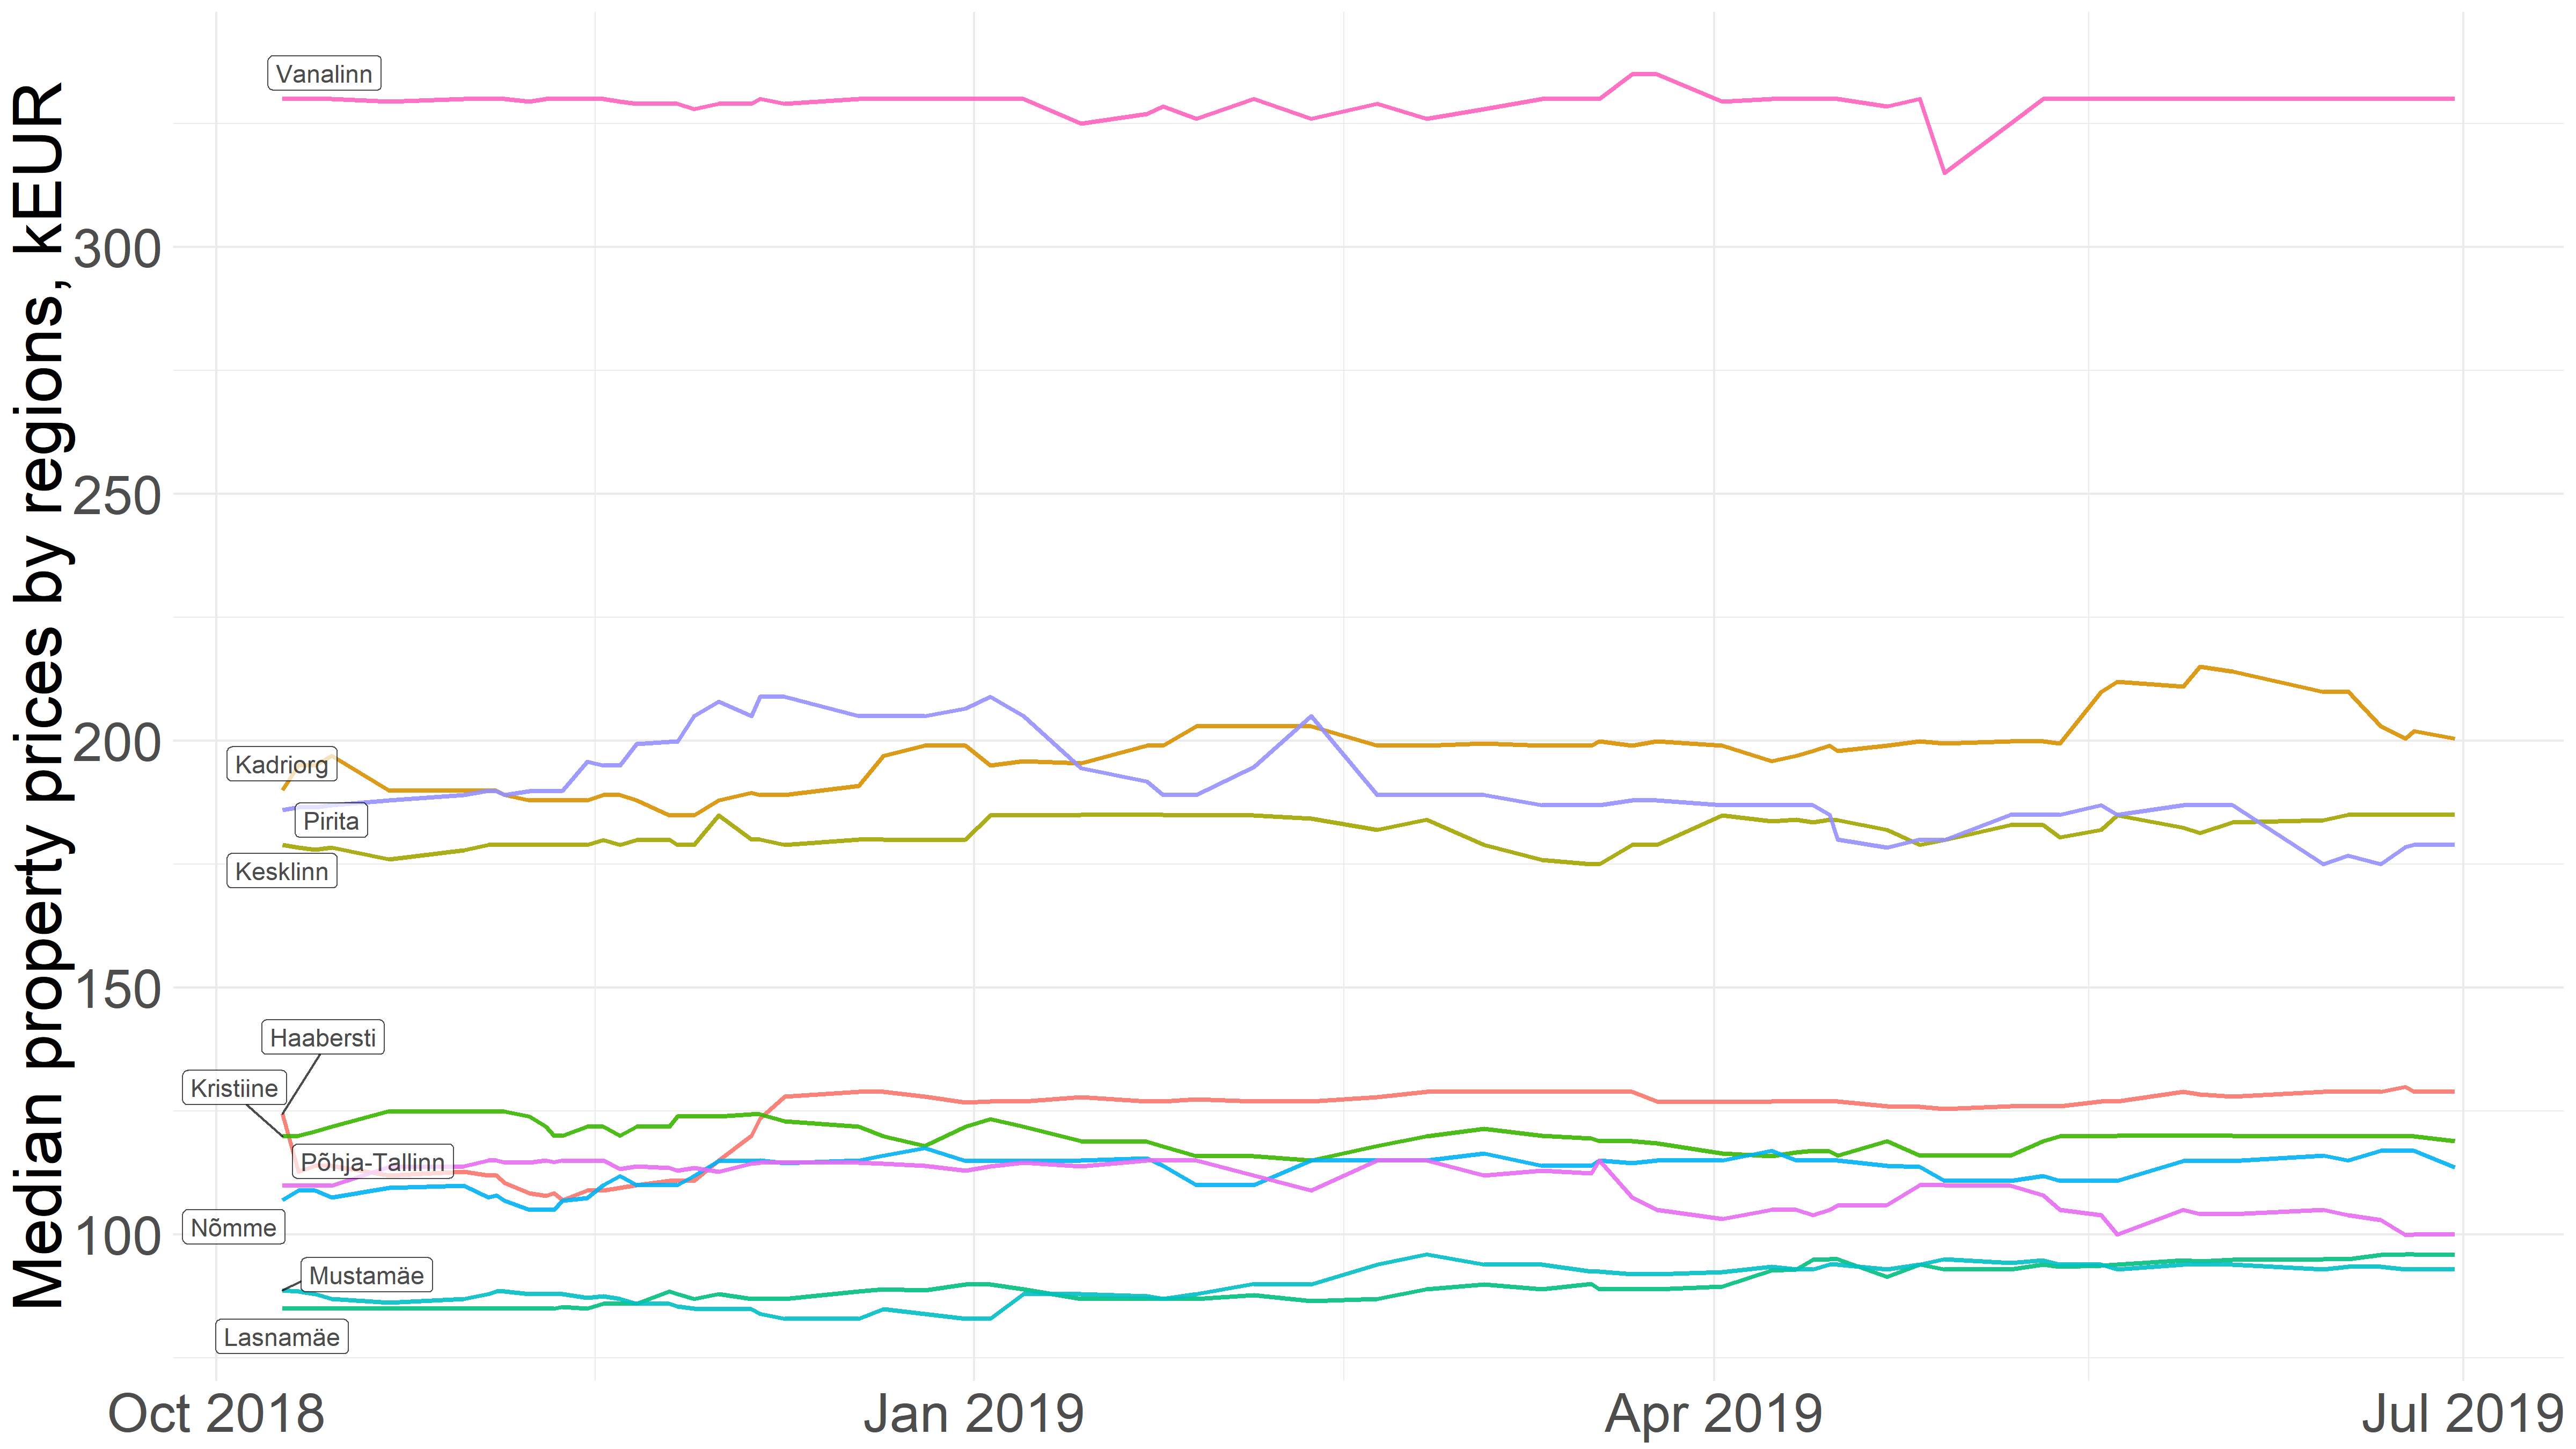 Median property prices by regions, kEUR
Vanalinn
300
250
200
Kadriorg
Pirita
Kesklinn
150
Haabersti
Kristiine
Põhja-Tallinn
Nõmme
100
Mustamäe
Lasnamäe
Oct 2018
Jan 2019
Apr 2019
Jul 2019